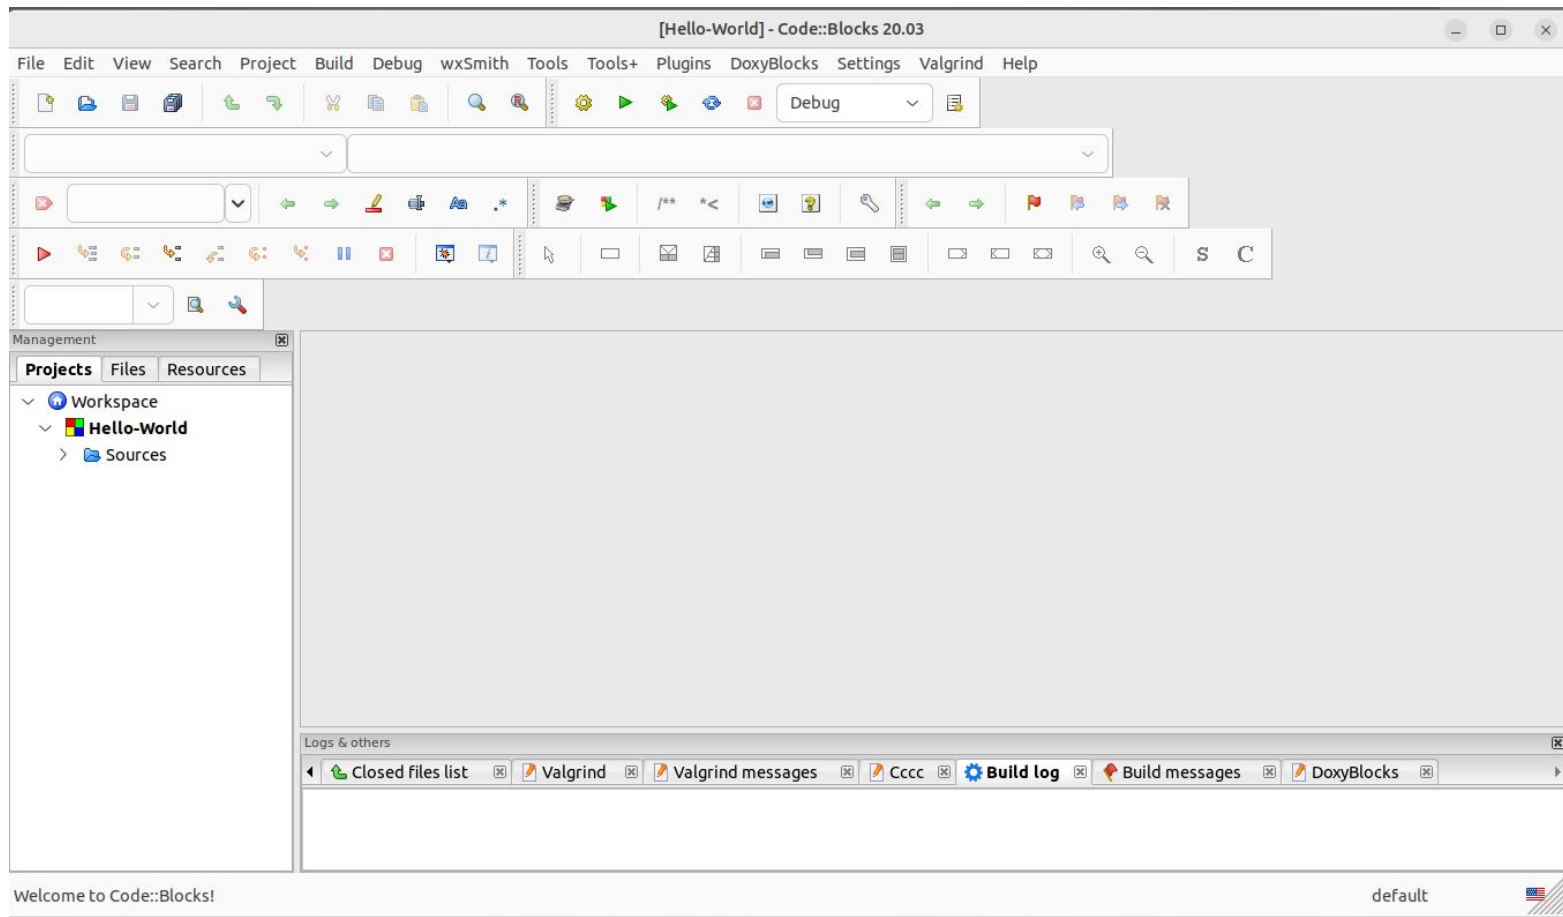 [Hello-World] - Code::Blocks 20.03
File Edit View Search Project Build Debug wxSmith Tools Tools+ Plugins DoxyBlocks Settings Valgrind Help
Debug
/** *<
.*
S C
Management
Projects Files Resources
Workspace
Hello-World
Sources
Logs & others
Closed files list Valgrind Valgrind messages Cccc Build log Build messages DoxyBlocks
Welcome to Code::Blocks! default